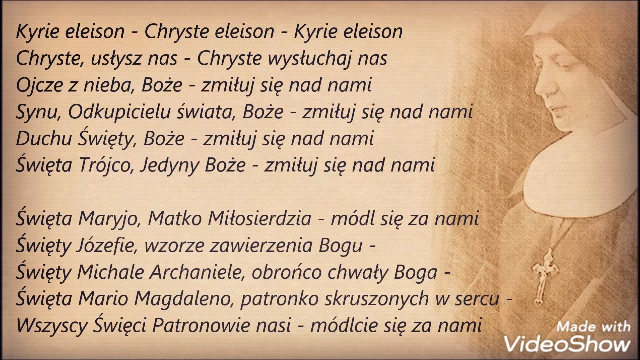 Kyrie eleison - Chryste eleison - Kyrie eleison
Chryste, usłysz nas - Chryste wysłuchaj nas
Ojcze z nieba, Boże - zmiłuj się nad nami
Synu, Odkupicielu świata, Boże - zmiłuj się nad nami
Duchu Święty, Boże - zmiłuj się nad nami
Święta Trójco, Jedyny Boże - zmiłuj się nad nami
Święta Maryjo, Matko Miłosierdzia - módl się za nami
Święty Józefie, wzorze zawierzenia Bogu -
Święty Michale Archaniele, obrońco chwały Boga -
Święta Mario Magdaleno, patronko skruszonych w sercu -
Wszyscy Święci Patronowie nasi - módlcie się za nami
Made with
VideoShow